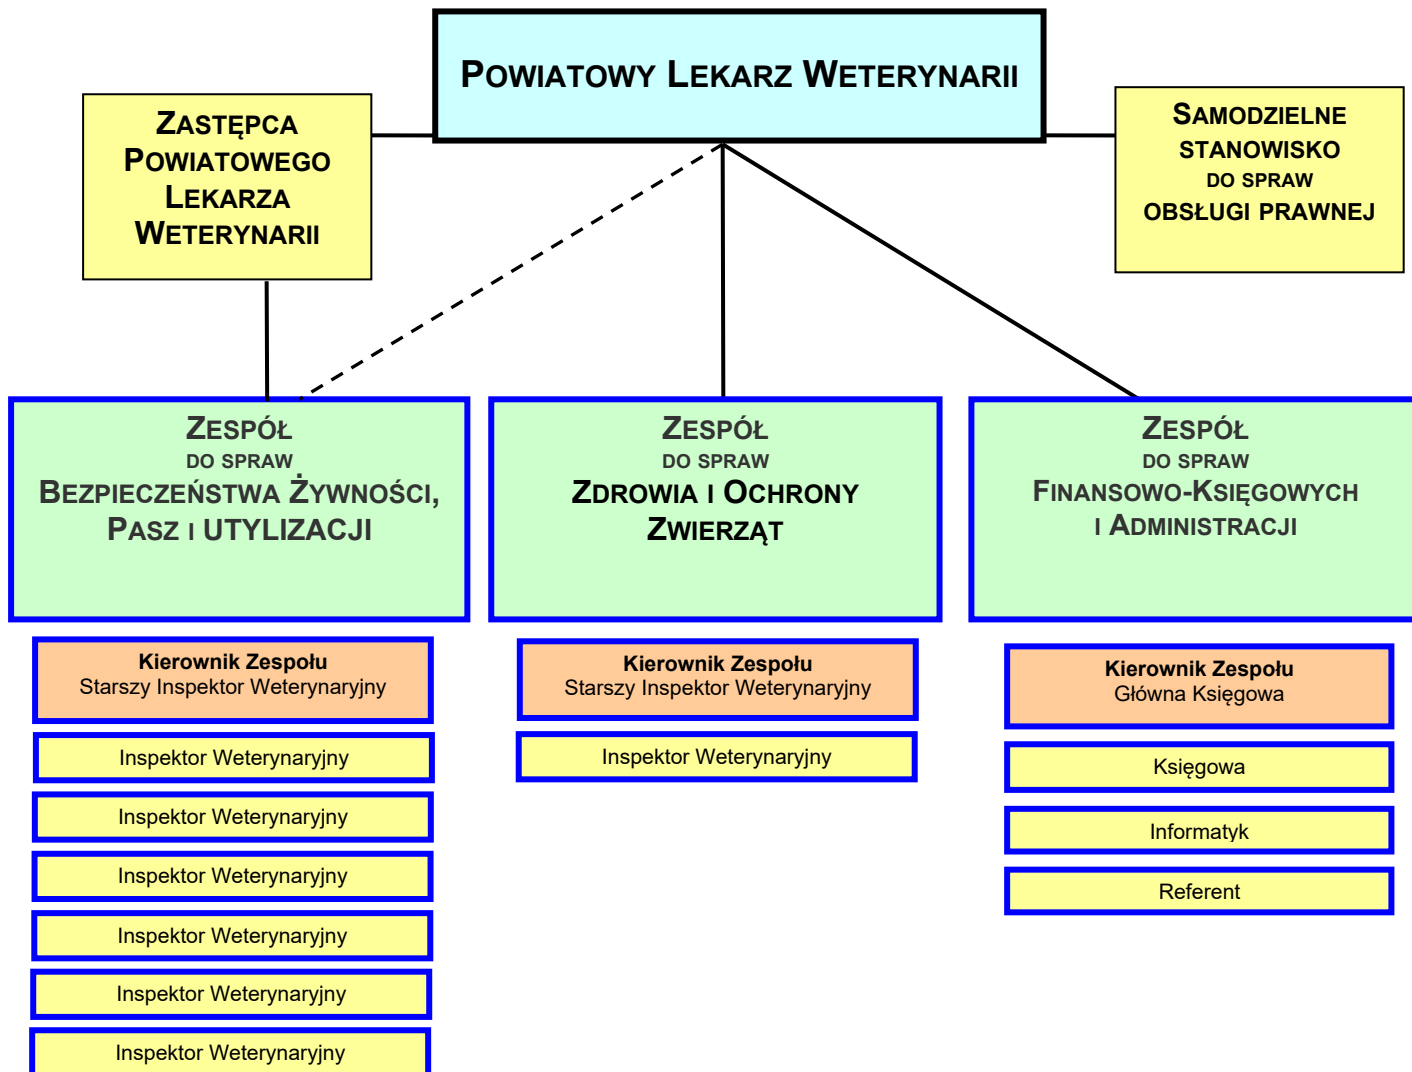 POWIATOWY LEKARZ WETERYNARII
ZASTĘPCA
POWIATOWEGO
LEKARZA
WETERYNARII
SAMODZIELNE
STANOWISKO
DO SPRAW
OBSŁUGI PRAWNEJ
ZESPÓŁ
DO SPRAW
BEZPIECZEŃSTWA ŻYWNOŚCI,
PASZ I UTYLIZACJI
Kierownik Zespołu
Starszy Inspektor Weterynaryjny
Inspektor Weterynaryjny
Inspektor Weterynaryjny
Inspektor Weterynaryjny
Inspektor Weterynaryjny
Inspektor Weterynaryjny
Inspektor Weterynaryjny
ZESPÓŁ
DO SPRAW
ZDROWIA I OCHRONY
ZWIERZĄT
Kierownik Zespołu
Starszy Inspektor Weterynaryjny
Inspektor Weterynaryjny
ZESPÓŁ
DO SPRAW
FINANSOWO-KSIĘGOWYCH
I ADMINISTRACJI
Kierownik Zespołu
Główna Księgowa
Księgowa
Informatyk
Referent